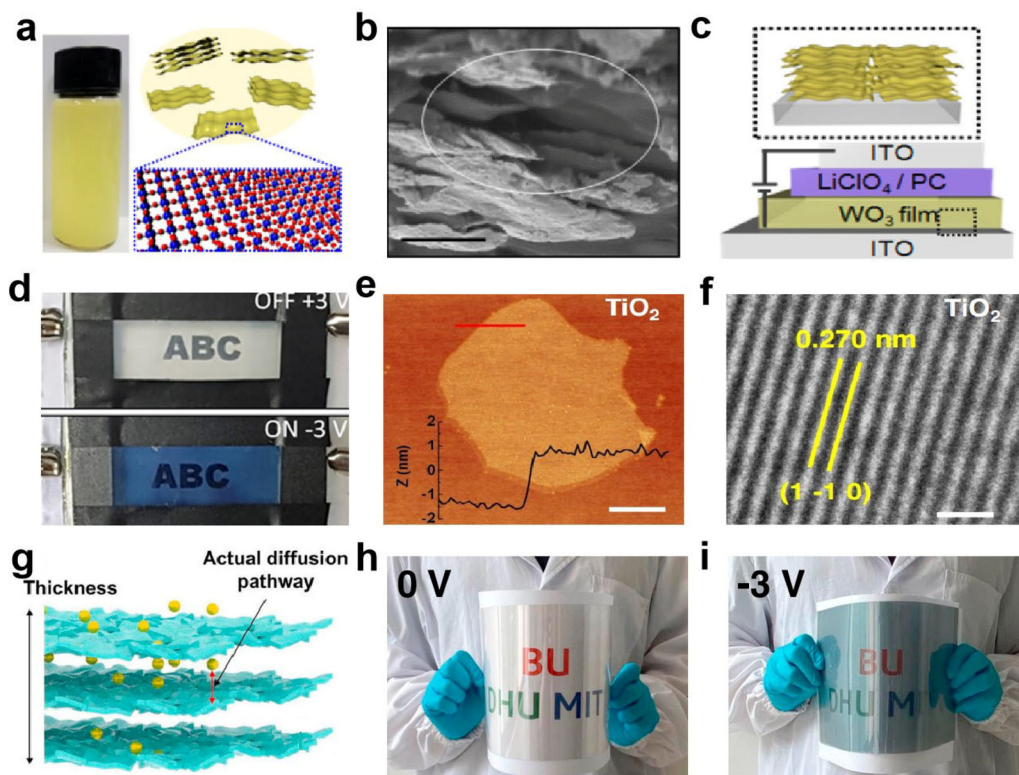 a
b
c
ITO
LiClO₄ / PC
WO₃ film
ITO
d
OFF +3 V
ABC
ON -3 V
ABC
e
TiO₂
2
1
0
-1
-2
Z (nm)
f
TiO₂
0.270 nm
(1 -1 0)
g
Thickness
Actual diffusion
pathway
h
0 V
BU
DHU MIT
i
-3 V
BU
DHU M